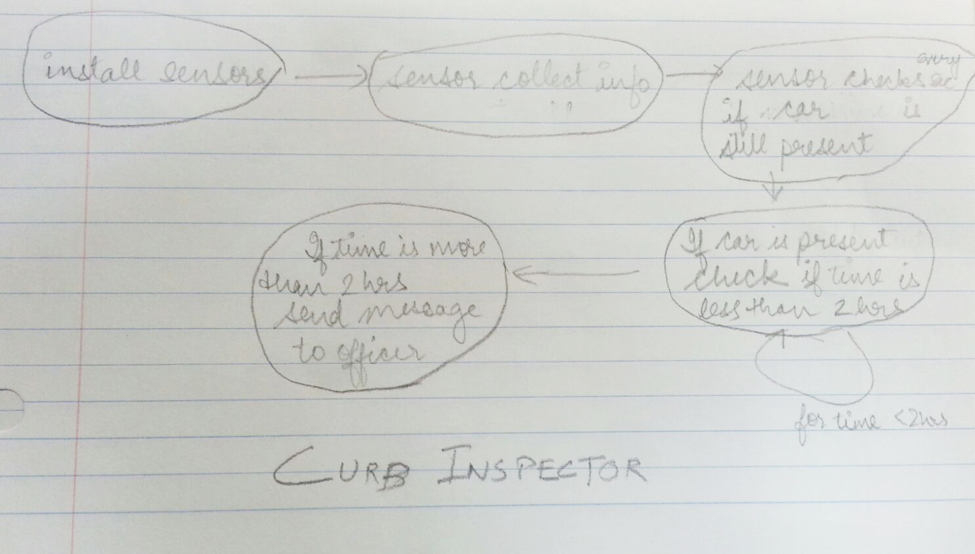 install sensors
sensor collect info
every
sensor checks sec
if car is
still present
If car is present
check if time is
less than 2 hrs
for time <2hrs
If time is more
than 2 hrs
send message
to officer
CURB INSPECTOR